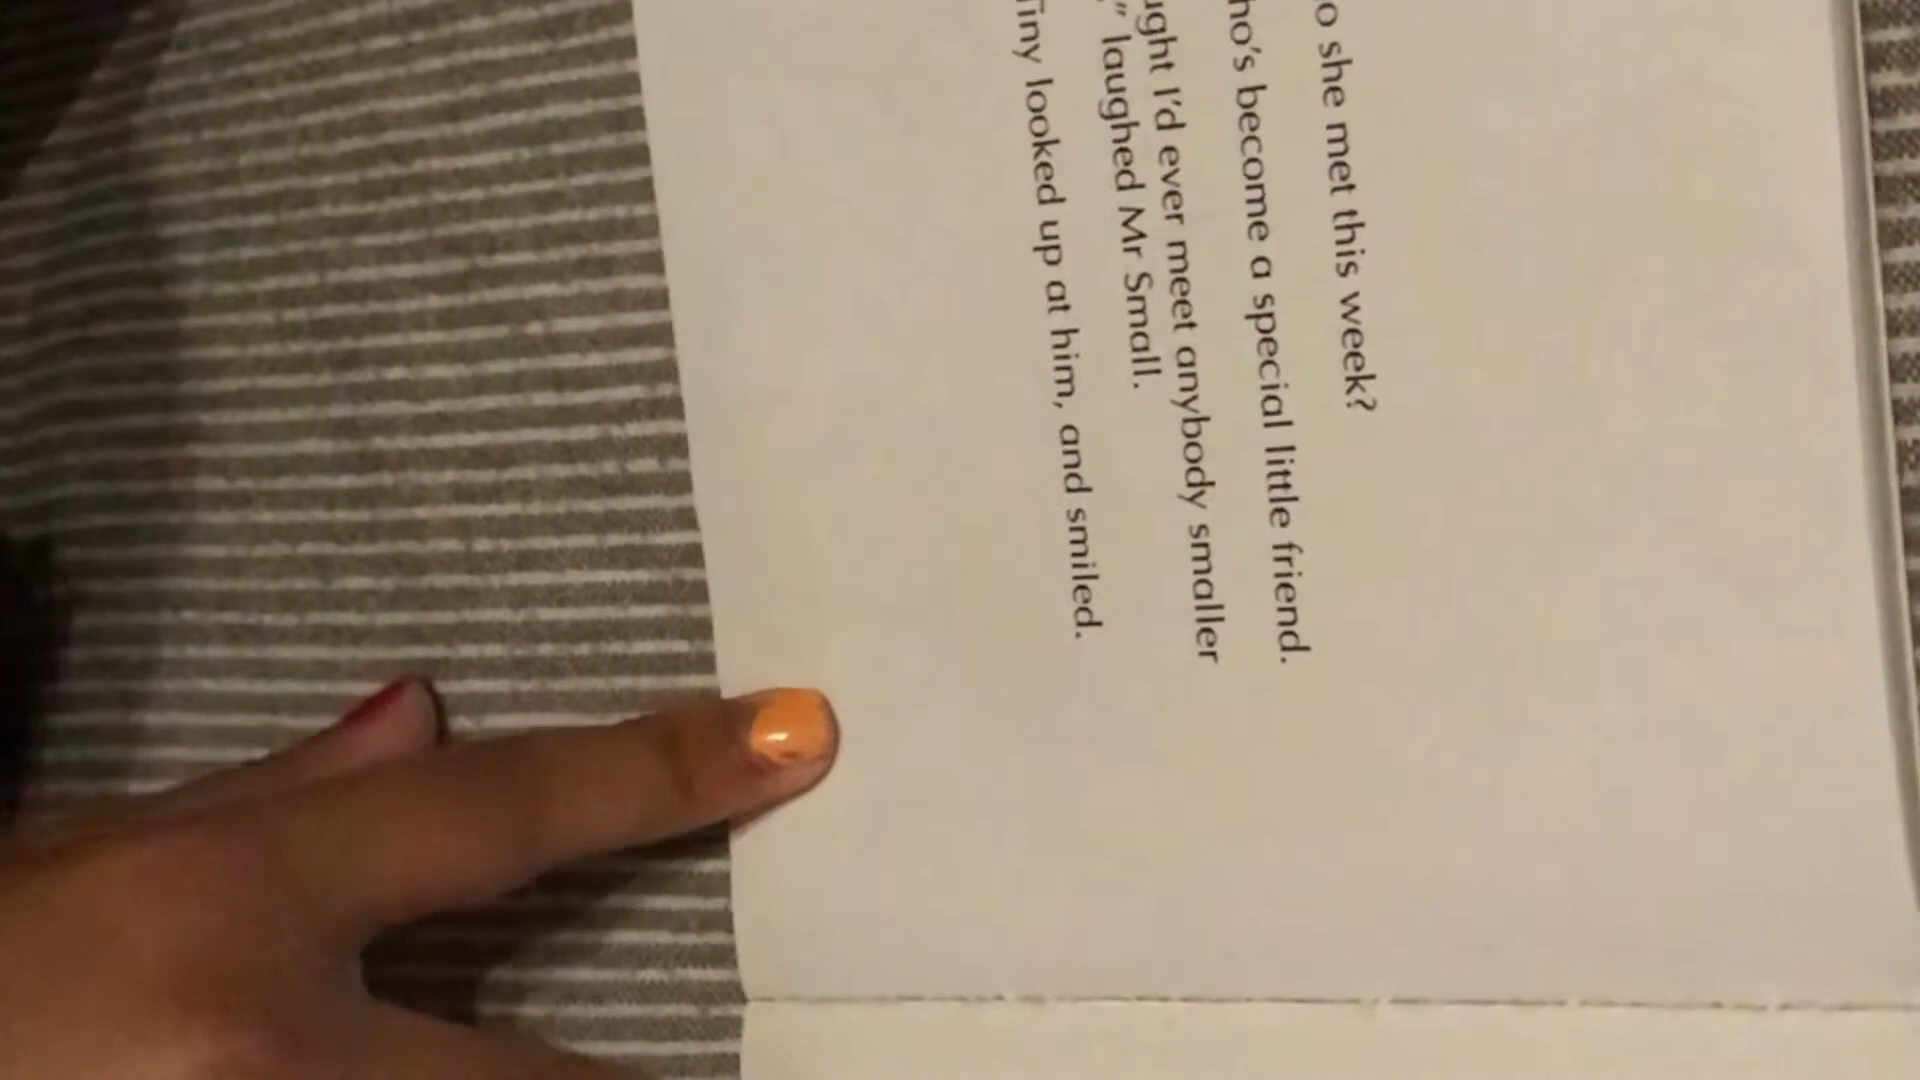 o she met this week?
ho's become a special little friend.
ught I'd ever meet anybody smaller
," laughed Mr Small.
Tiny looked up at him, and smiled.